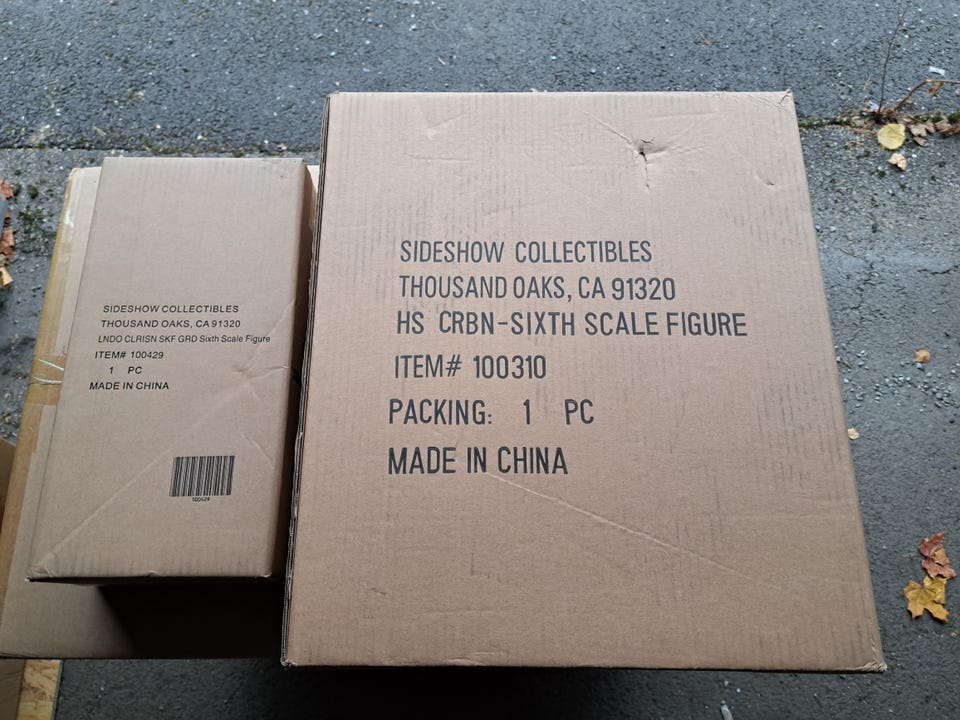 SIDESHOW COLLECTIBLES
THOUSAND OAKS, CA 91320
LNDO CLRISN SKF GRD Sixth Scale Figure
ITEM# 100429
1 PC
MADE IN CHINA
100429
SIDESHOW COLLECTIBLES
THOUSAND OAKS, CA 91320
HS CRBN-SIXTH SCALE FIGURE
ITEM# 100310
PACKING: 1 PC
MADE IN CHINA